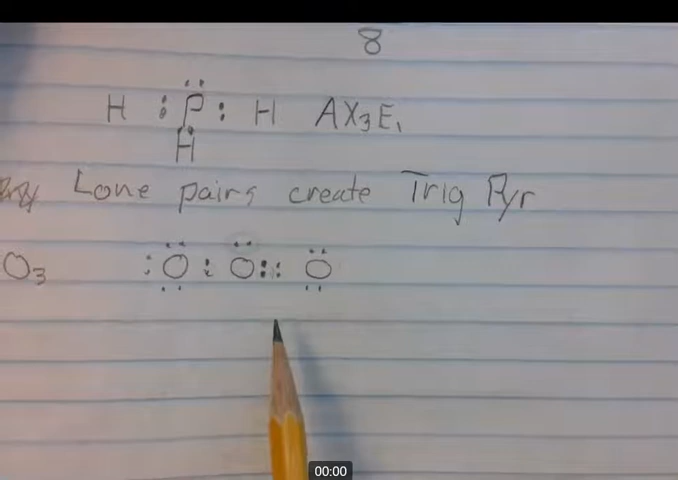 8
H :P̈: H AX₃E₁
H
Lone pairs create Trig Pyr
O₃ :Ö: Ö:: Ö
00:00